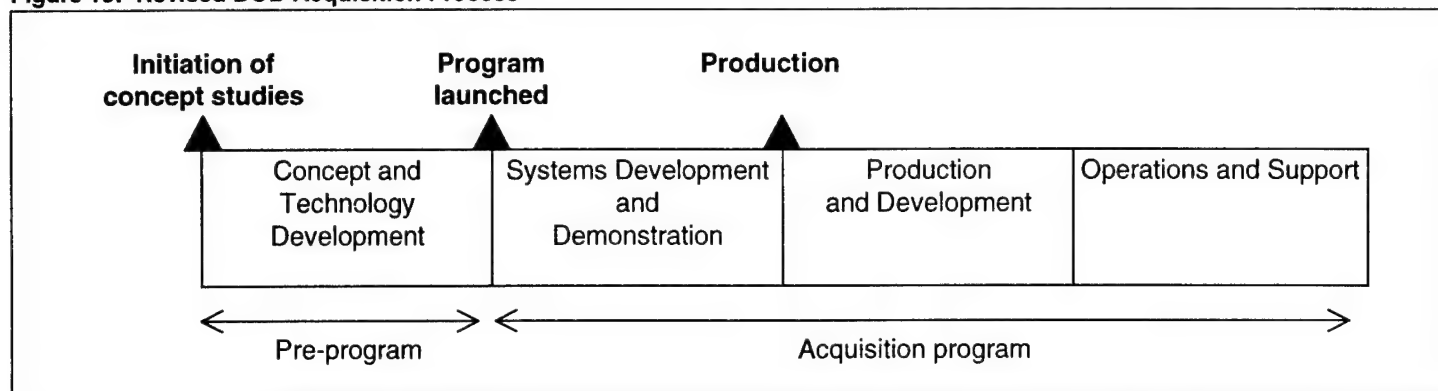 Initiation of
concept studies
Program
launched
Production
Concept and
Technology
Development
Systems Development
and
Demonstration
Production
and Development
Operations and Support
Pre-program
Acquisition program